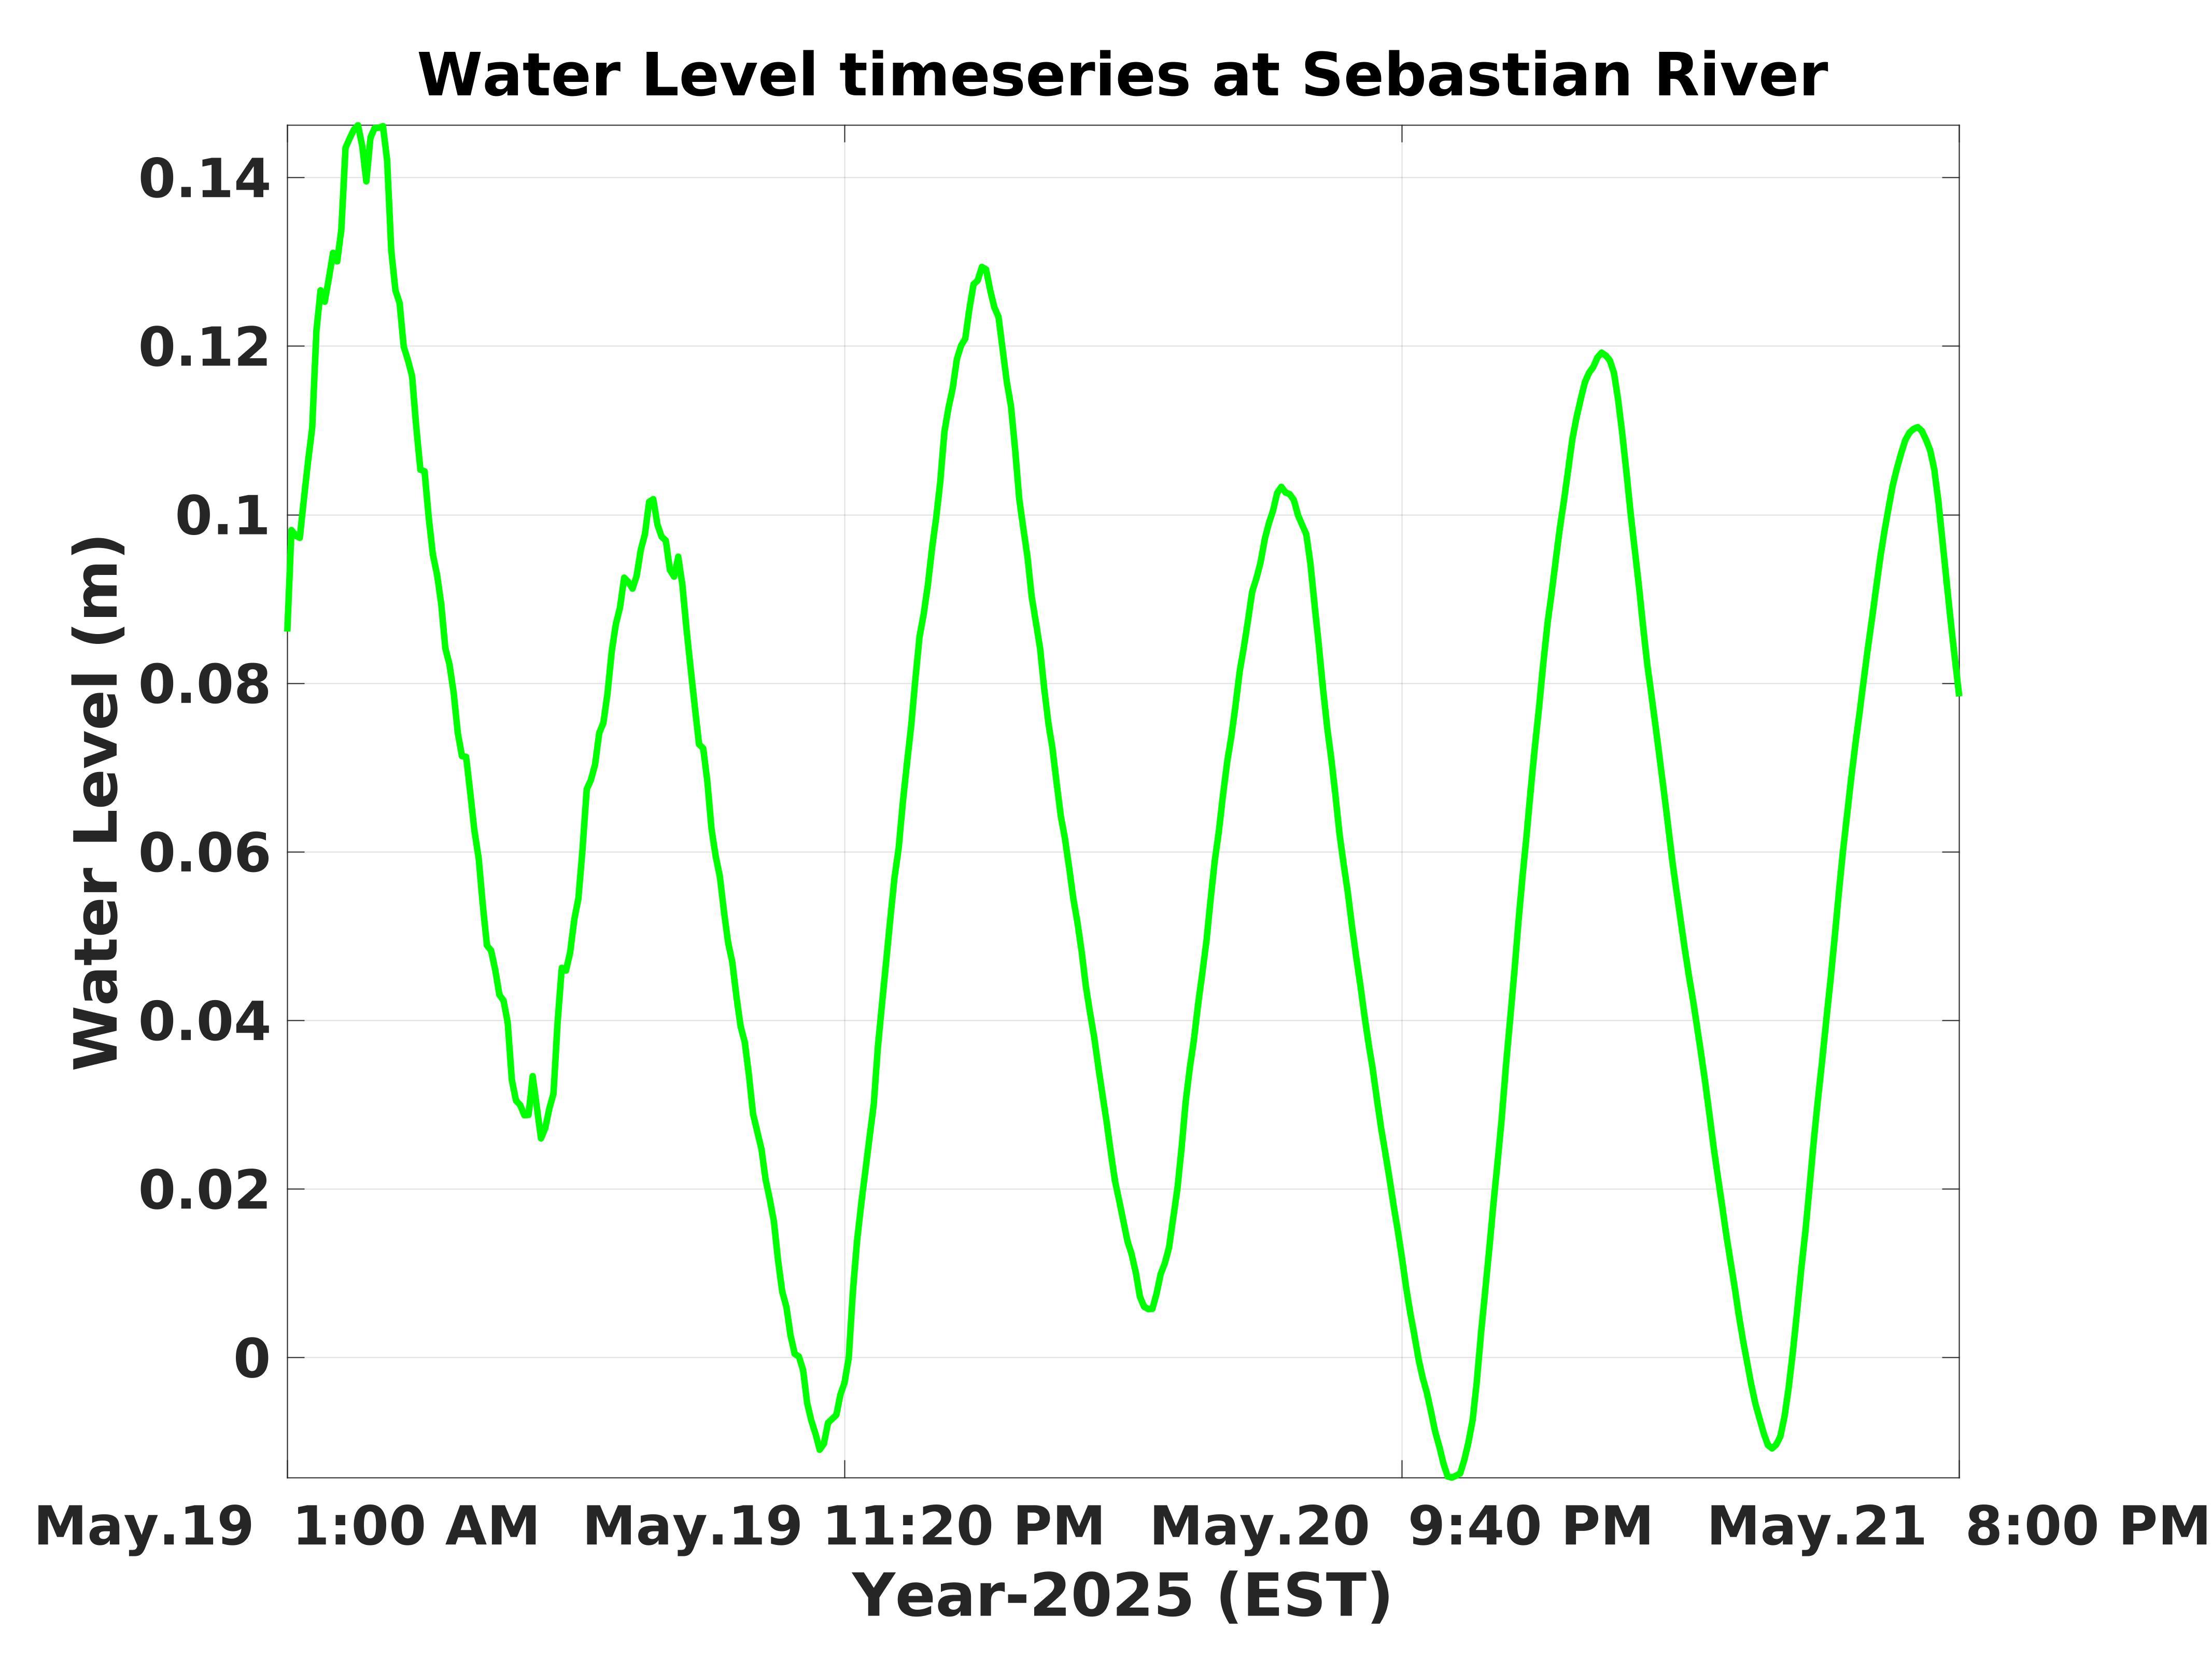 Water Level timeseries at Sebastian River
0.14
0.12
0.1
0.08
0.06
0.04
0.02
0
Water Level (m)
May.19  1:00 AM  May.19 11:20 PM  May.20  9:40 PM  May.21  8:00 PM
Year-2025 (EST)